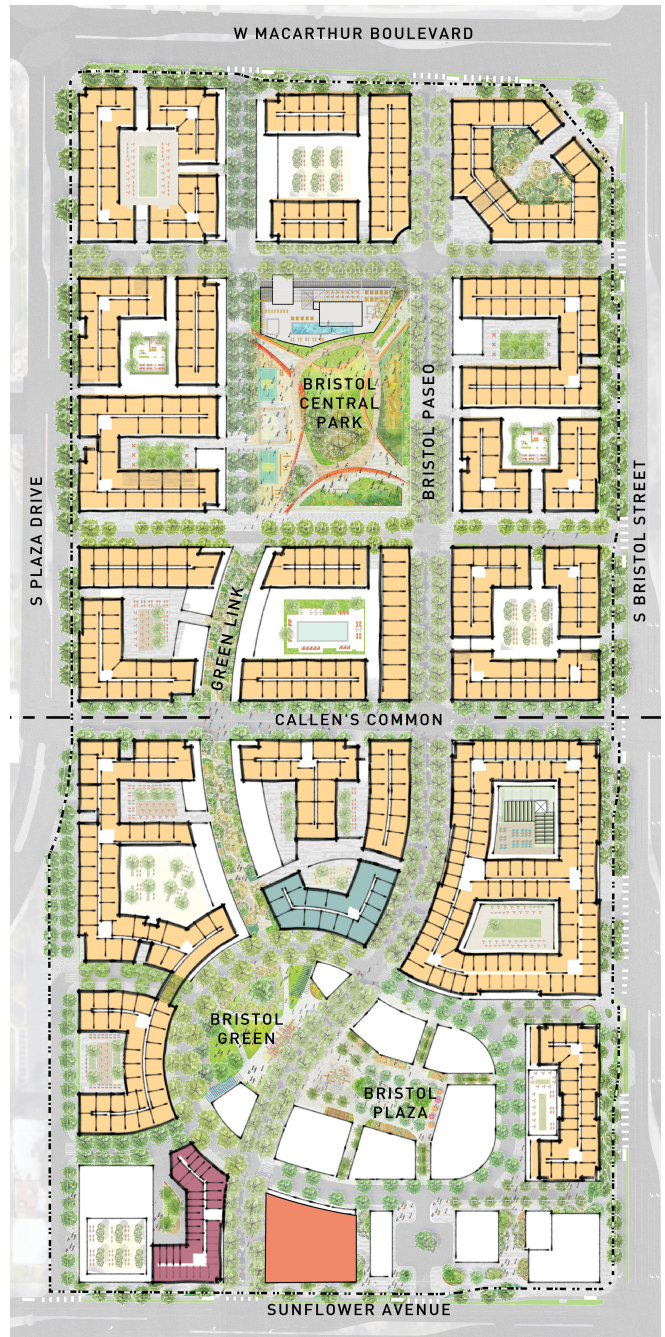 W MACARTHUR BOULEVARD
BRISTOL
CENTRAL
PARK
BRISTOL PASEO
S PLAZA DRIVE
S BRISTOL STREET
GREEN LINK
CALLEN'S COMMON
BRISTOL
GREEN
BRISTOL
PLAZA
SUNFLOWER AVENUE